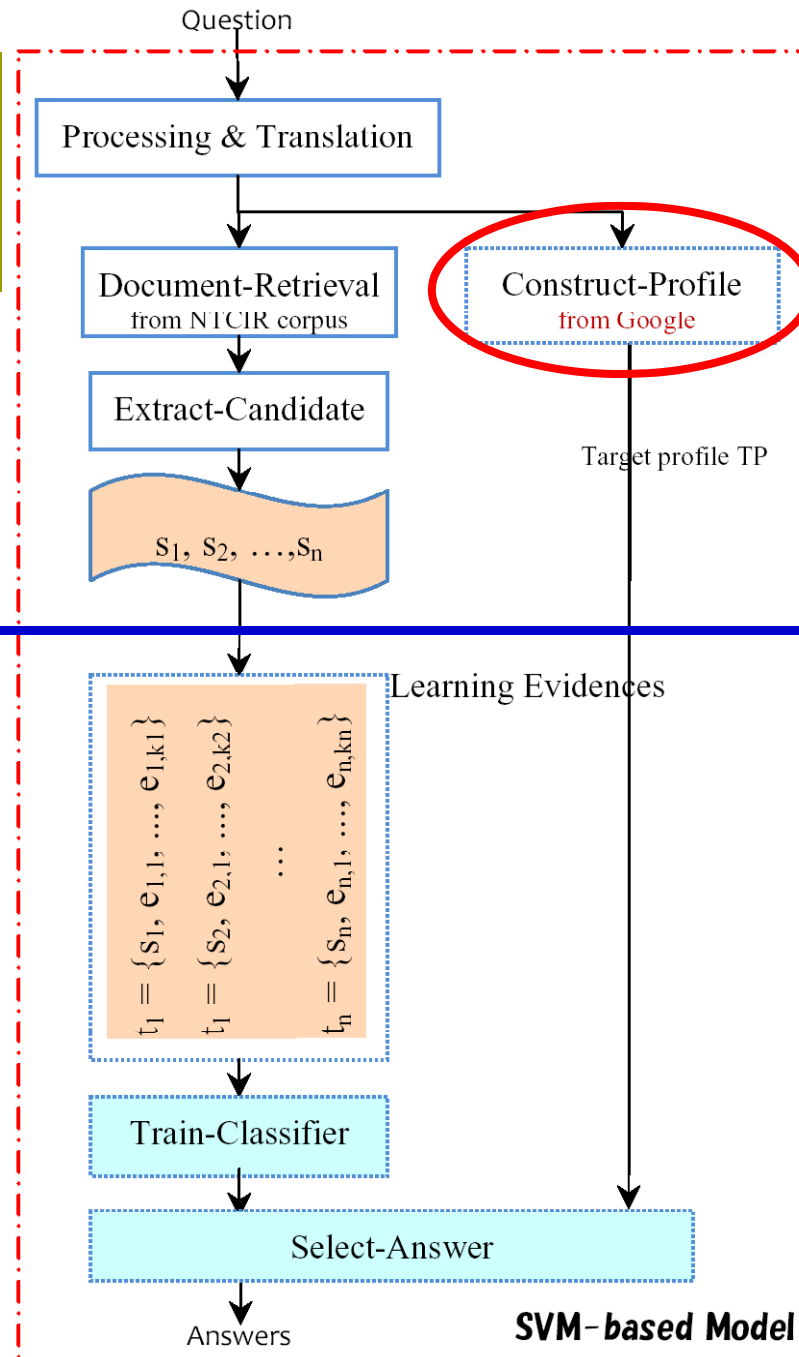 Question
Processing & Translation
Document-Retrieval
from NTCIR corpus
Construct-Profile
from Google
Extract-Candidate
Target profile TP
s₁, s₂, …,sₙ
Learning Evidences
t₁ = {s₁, e₁,₁, ..., e₁,ₖ₁}
t₁ = {s₂, e₂,₁, ..., e₂,ₖ₂}
…
tₙ = {sₙ, eₙ,₁, ..., eₙ,ₖₙ}
Train-Classifier
Select-Answer
Answers
SVM-based Model